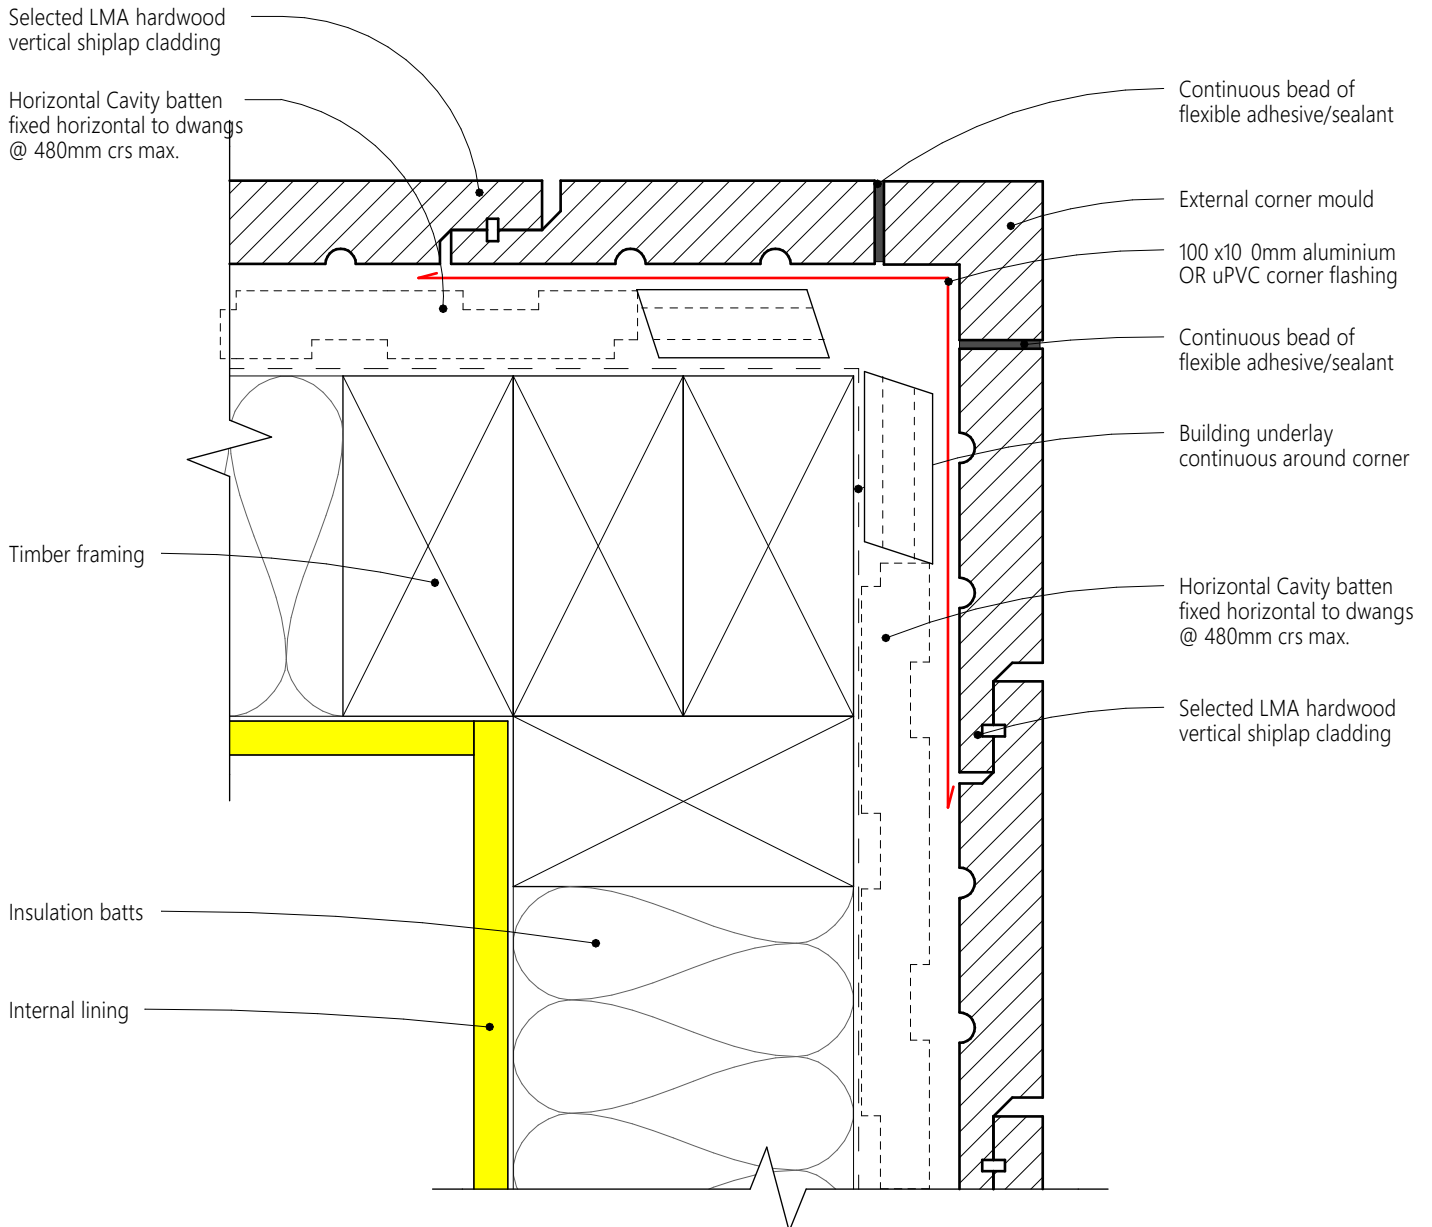 Selected LMA hardwood
vertical shiplap cladding
Horizontal Cavity batten
fixed horizontal to dwangs
@ 480mm crs max.
Timber framing
Insulation batts
Internal lining
Continuous bead of
flexible adhesive/sealant
External corner mould
100 x10 0mm aluminium
OR uPVC corner flashing
Continuous bead of
flexible adhesive/sealant
Building underlay
continuous around corner
Horizontal Cavity batten
fixed horizontal to dwangs
@ 480mm crs max.
Selected LMA hardwood
vertical shiplap cladding